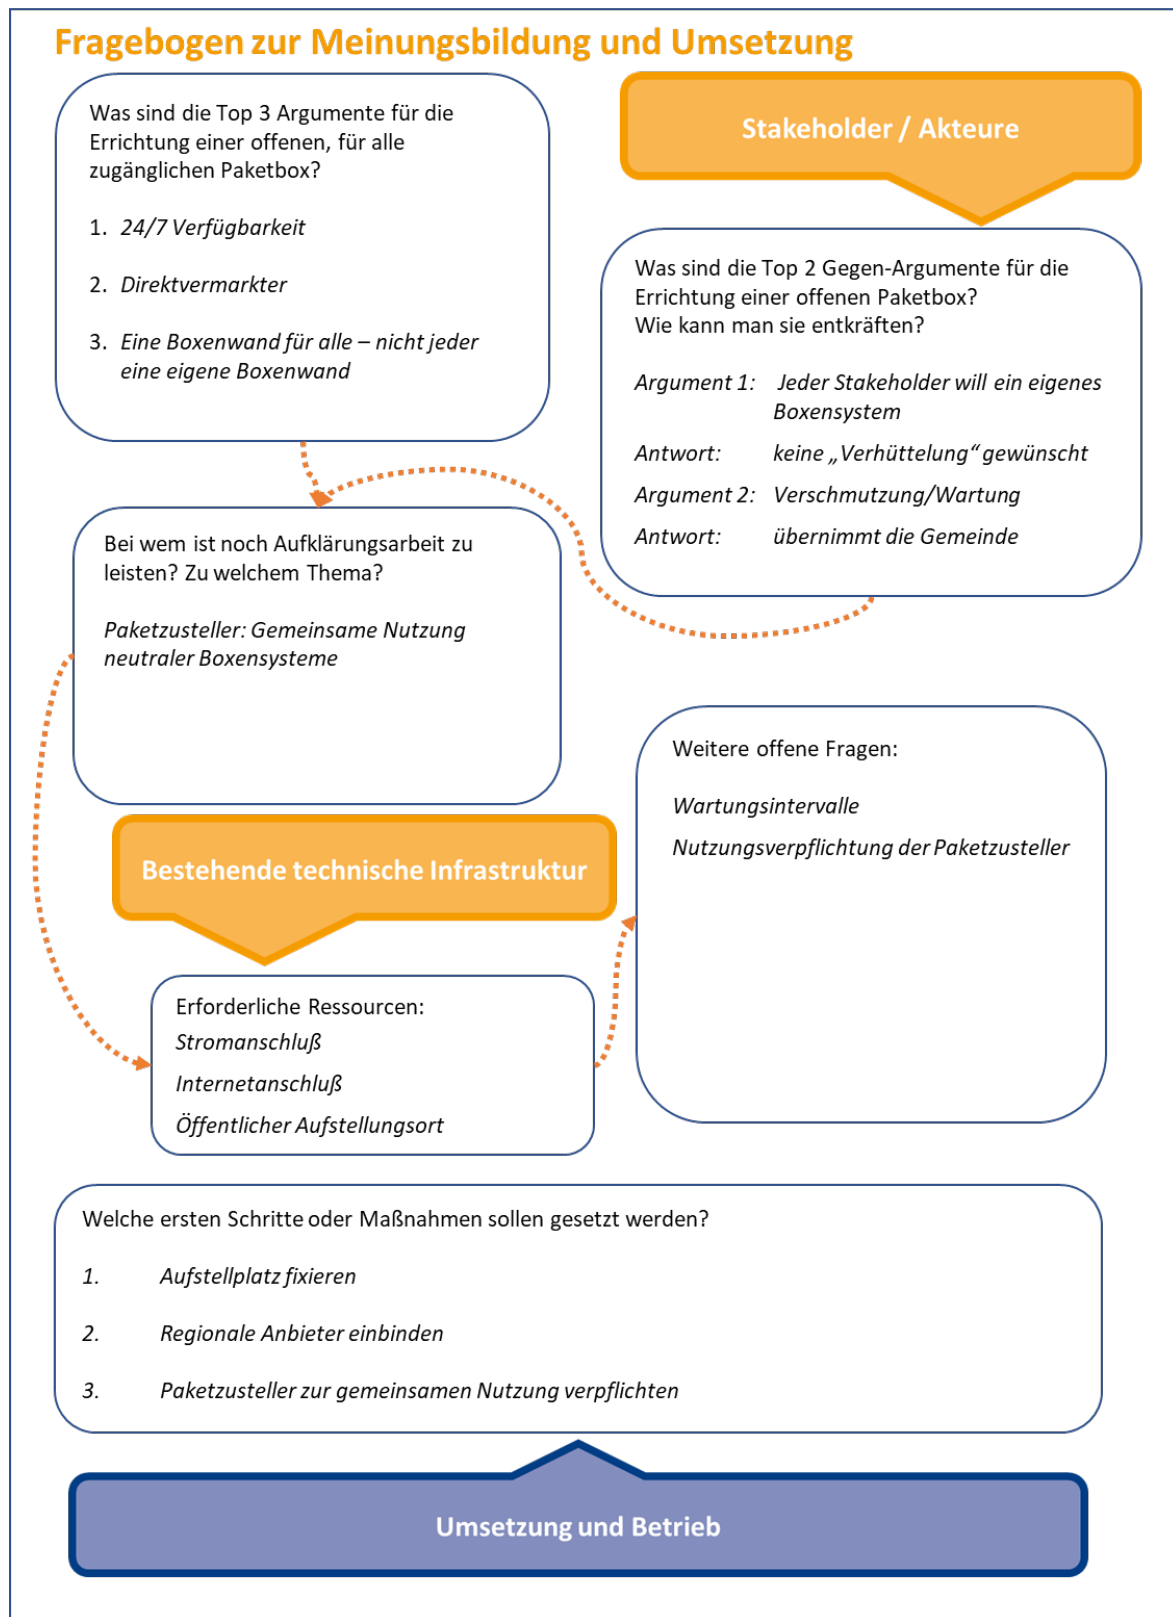 Fragebogen zur Meinungsbildung und Umsetzung
Was sind die Top 3 Argumente für die
Errichtung einer offenen, für alle
zugänglichen Paketbox?
1. 24/7 Verfügbarkeit
2. Direktvermarkter
3. Eine Boxenwand für alle – nicht jeder
eine eigene Boxenwand
Stakeholder / Akteure
Was sind die Top 2 Gegen-Argumente für die
Errichtung einer offenen Paketbox?
Wie kann man sie entkräften?
Argument 1: Jeder Stakeholder will ein eigenes
Boxensystem
Antwort: keine „Verhüttelung“ gewünscht
Argument 2: Verschmutzung/Wartung
Antwort: übernimmt die Gemeinde
Bei wem ist noch Aufklärungsarbeit zu
leisten? Zu welchem Thema?
Paketzusteller: Gemeinsame Nutzung
neutraler Boxensysteme
Bestehende technische Infrastruktur
Erforderliche Ressourcen:
Stromanschluß
Internetanschluß
Öffentlicher Aufstellungsort
Weitere offene Fragen:
Wartungsintervalle
Nutzungsverpflichtung der Paketzusteller
Welche ersten Schritte oder Maßnahmen sollen gesetzt werden?
1. Aufstellplatz fixieren
2. Regionale Anbieter einbinden
3. Paketzusteller zur gemeinsamen Nutzung verpflichten
Umsetzung und Betrieb